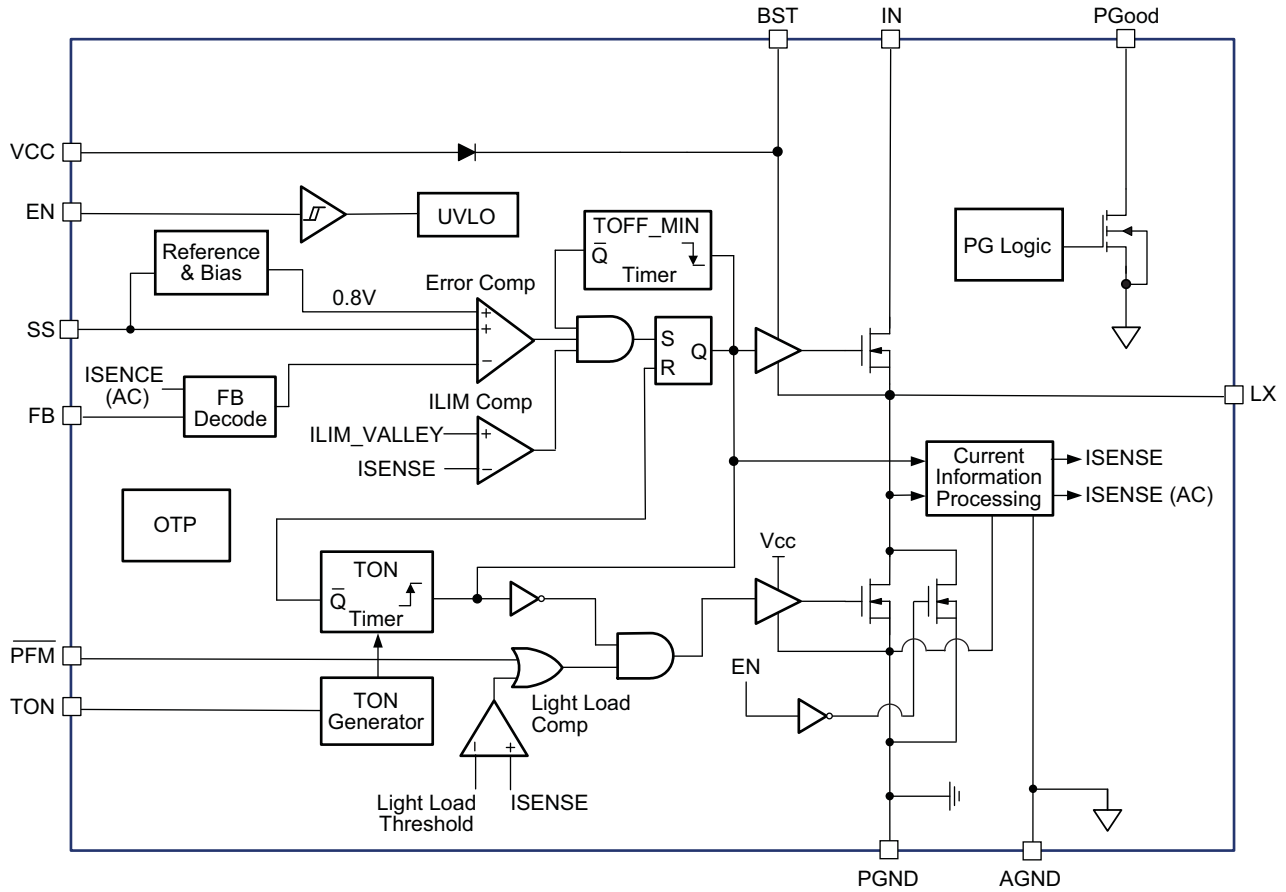 BST
IN
PGood
VCC
EN
UVLO
TOFF_MIN
Q̅
Timer
PG Logic
Reference
& Bias
Error Comp
0.8V
+
+
−
SS
S
R
Q
ISENCE
(AC)
FB
Decode
FB
ILIM Comp
ILIM_VALLEY
+
ISENSE
−
LX
Current
Information
Processing
ISENSE
ISENSE (AC)
OTP
Vcc
TON
Q̅
Timer
P̅F̅M̅
TON
TON
Generator
Light Load
Comp
−
+
EN
Light Load
Threshold
ISENSE
PGND
AGND